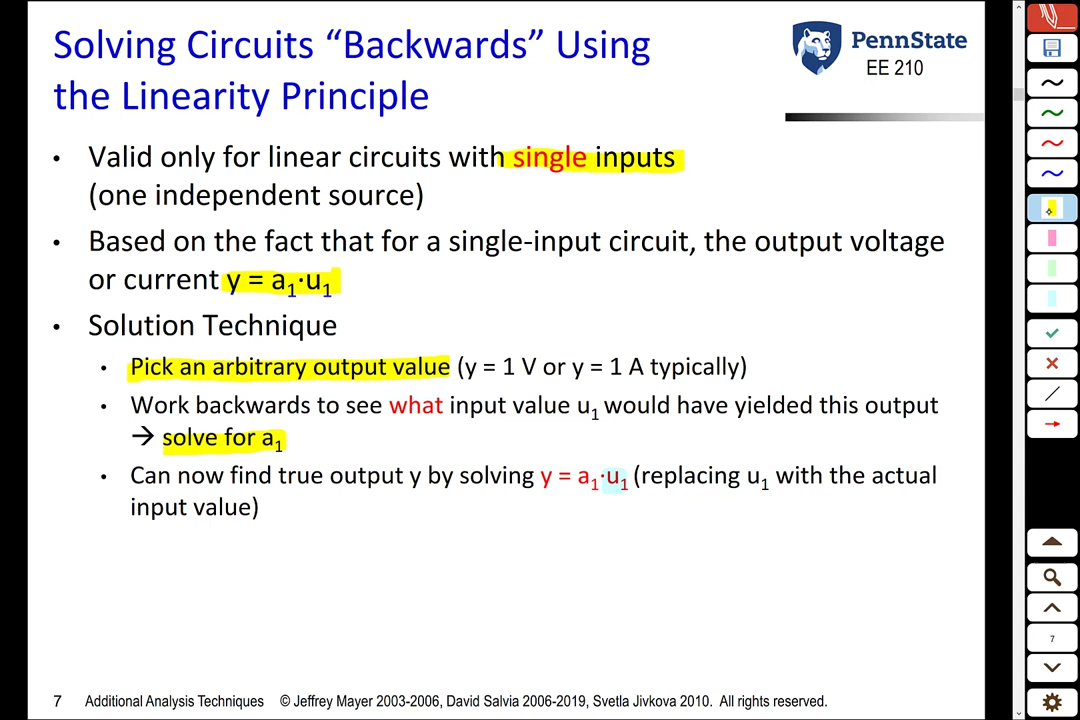 Solving Circuits “Backwards” Using
the Linearity Principle
PennState
EE 210
• Valid only for linear circuits with single inputs
(one independent source)
• Based on the fact that for a single-input circuit, the output voltage
or current y = a₁·u₁
• Solution Technique
• Pick an arbitrary output value (y = 1 V or y = 1 A typically)
• Work backwards to see what input value u₁ would have yielded this output
→ solve for a₁
• Can now find true output y by solving y = a₁·u₁ (replacing u₁ with the actual
input value)
7
7 Additional Analysis Techniques © Jeffrey Mayer 2003-2006, David Salvia 2006-2019, Svetla Jivkova 2010. All rights reserved.